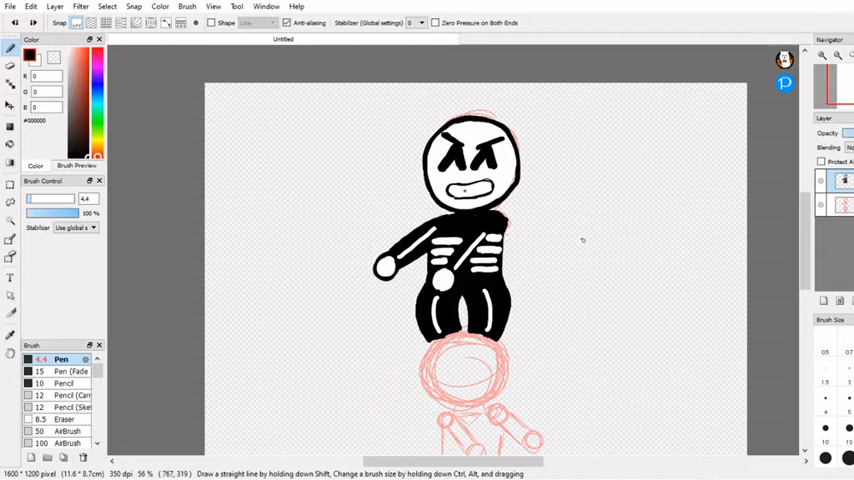 File Edit Layer Filter Select Snap Color Brush View Tool Window Help
Snap Shape Line Anti-aliasing Stabilizer (Global settings) 0 Zero Pressure on Both Ends
Color
Untitled
Navigator
R 0
G 0
B 0
#000000
Color Brush Preview
Layer
Opacity
Blending
Protect Al
Brush Control
4.4
100 %
Stabilizer Use global s
Brush Size
0.5 0.7
1.5 2
4 5
10 12
Brush
4.4 Pen
15 Pen (Fade
10 Pencil
12 Pencil (Can
12 Pencil (Sket
8.5 Eraser
50 AirBrush
100 AirBrush
1600 * 1200 pixel (11.6 * 8.7cm) 350 dpi 56 % ( 767, 319 ) Draw a straight line by holding down Shift, Change a brush size by holding down Ctrl, Alt, and dragging